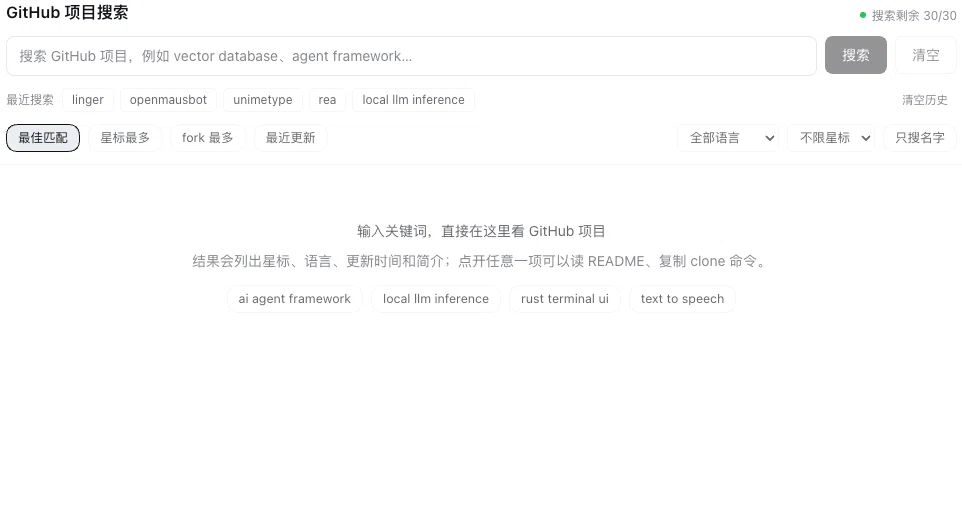 GitHub 项目搜索
搜索剩余 30/30
搜索 GitHub 项目，例如 vector database、agent framework...
搜索
清空
最近搜索 linger openmausbot unimetype rea local llm inference 清空历史
最佳匹配 星标最多 fork 最多 最近更新 全部语言 不限星标 只搜名字
输入关键词，直接在这里看 GitHub 项目
结果会列出星标、语言、更新时间和简介；点开任意一项可以读 README、复制 clone 命令。
ai agent framework local llm inference rust terminal ui text to speech